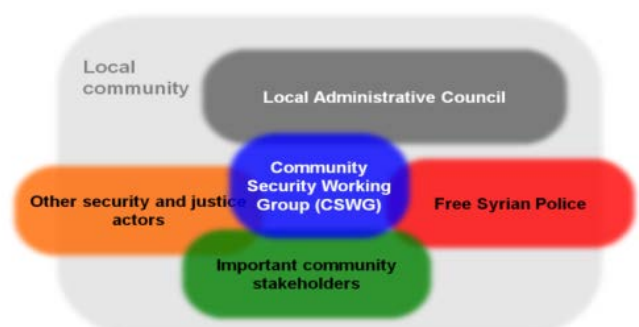 Local
community
Local Administrative Council
Community
Security Working
Group (CSWG)
Other security and justice
actors
Free Syrian Police
Important community
stakeholders